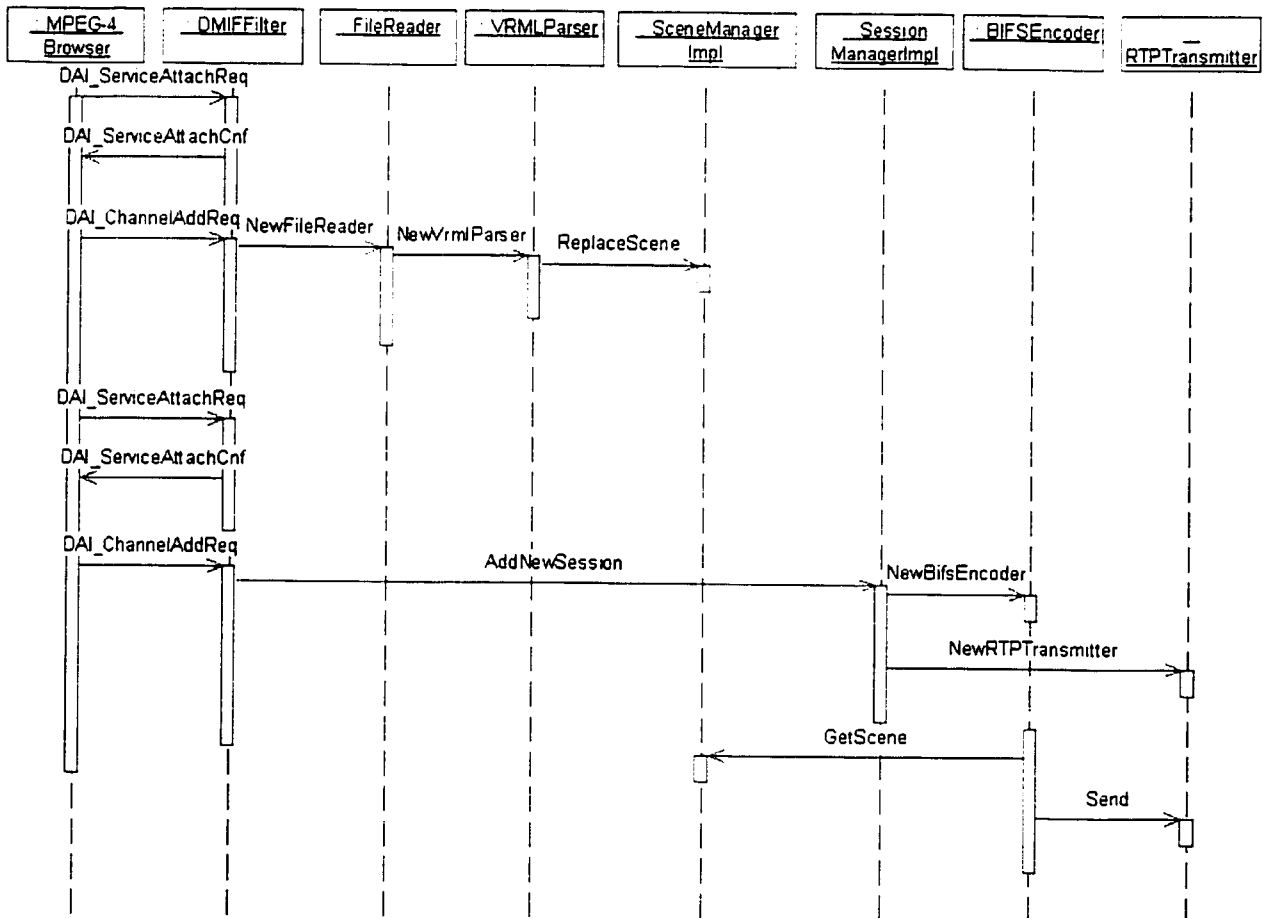 MPEG-4
Browser
DMIFFilter
FileReader
VRMLParser
SceneManager
Impl
Session
ManagerImpl
BIFSEncoder
RTPTransmitter
DAI_ServiceAttachReq
DAI_ServiceAttachCnf
DAI_ChannelAddReq
NewFileReader
NewVrmlParser
ReplaceScene
DAI_ServiceAttachReq
DAI_ServiceAttachCnf
DAI_ChannelAddReq
AddNewSession
NewBifsEncoder
NewRTPTransmitter
GetScene
Send